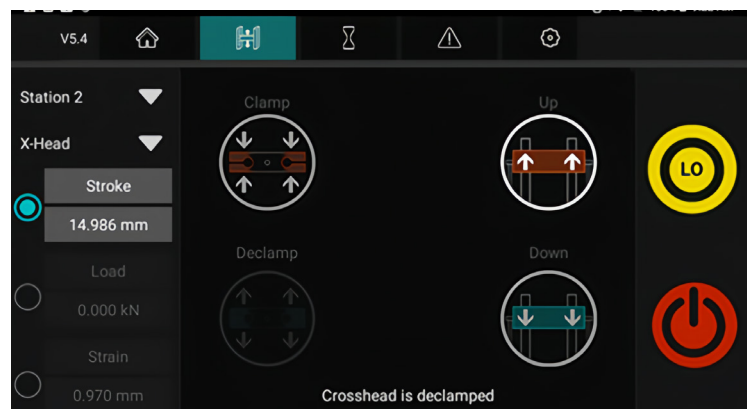 V5.4
Station 2
X-Head
Stroke
14.986 mm
Load
0.000 kN
Strain
0.970 mm
Clamp
Up
Declamp
Down
Crosshead is declamped
LO